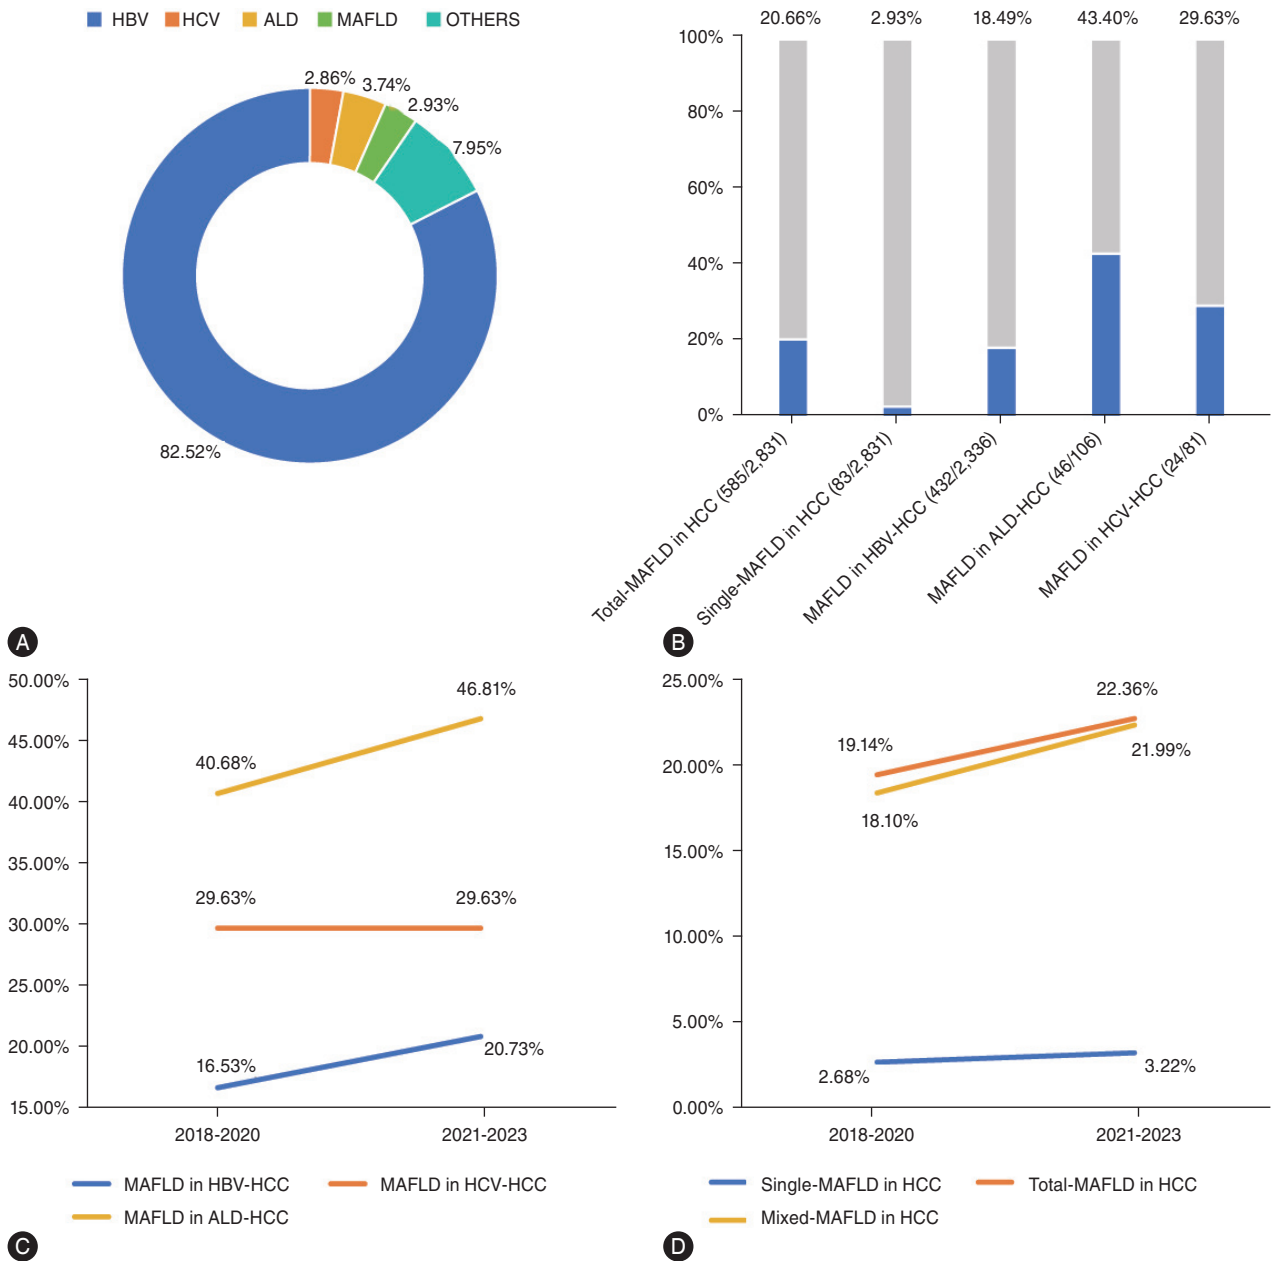 HBV HCV ALD MAFLD OTHERS
2.86%
3.74%
2.93%
7.95%
82.52%
A
20.66% 2.93% 18.49% 43.40% 29.63%
100%
80%
60%
40%
20%
0%
Total-MAFLD in HCC (585/2,831)
Single-MAFLD in HCC (83/2,831)
MAFLD in HBV-HCC (432/2,336)
MAFLD in ALD-HCC (46/106)
MAFLD in HCV-HCC (24/81)
B
50.00%
45.00%
40.00%
35.00%
30.00%
25.00%
20.00%
15.00%
46.81%
40.68%
29.63% 29.63%
16.53%
20.73%
2018-2020 2021-2023
MAFLD in HBV-HCC MAFLD in HCV-HCC
MAFLD in ALD-HCC
C
25.00%
20.00%
15.00%
10.00%
5.00%
0.00%
22.36%
19.14%
21.99%
18.10%
2.68%
3.22%
2018-2020 2021-2023
Single-MAFLD in HCC Total-MAFLD in HCC
Mixed-MAFLD in HCC
D